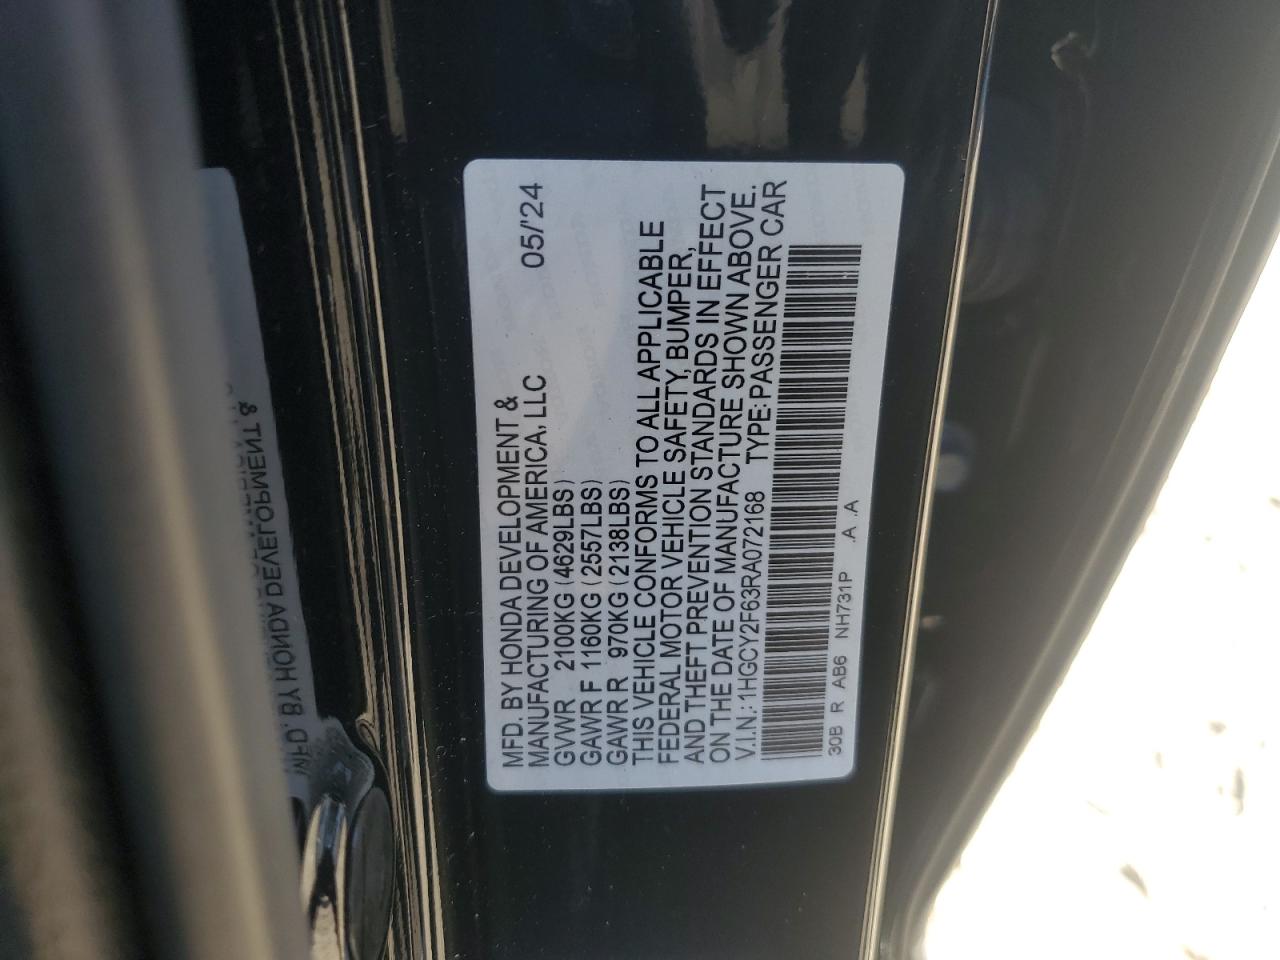 MFD. BY HONDA DEVELOPMENT &
MANUFACTURING OF AMERICA, LLC 05/'24
GVWR 2100KG (4629LBS)
GAWR F 1160KG (2557LBS)
GAWR R 970KG (2138LBS)
THIS VEHICLE CONFORMS TO ALL APPLICABLE
FEDERAL MOTOR VEHICLE SAFETY, BUMPER,
AND THEFT PREVENTION STANDARDS IN EFFECT
ON THE DATE OF MANUFACTURE SHOWN ABOVE.
V.I.N.: 1HGCY2F63RA072168 TYPE: PASSENGER CAR
30B R AB6 NH731P .A .A